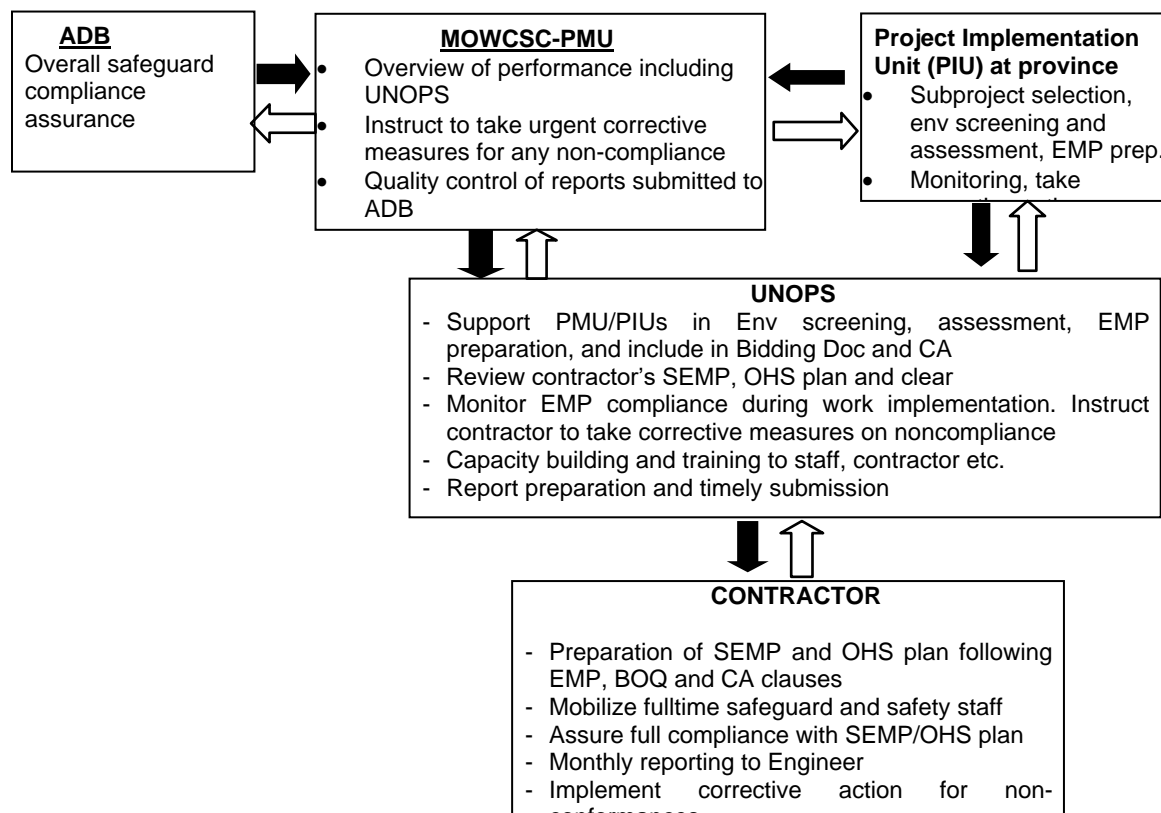 ADB
Overall safeguard
compliance
assurance
MOWCSC-PMU
• Overview of performance including
UNOPS
• Instruct to take urgent corrective
measures for any non-compliance
• Quality control of reports submitted to
ADB
Project Implementation
Unit (PIU) at province
• Subproject selection,
env screening and
assessment, EMP prep.
• Monitoring, take
UNOPS
- Support PMU/PIUs in Env screening, assessment, EMP
preparation, and include in Bidding Doc and CA
- Review contractor's SEMP, OHS plan and clear
- Monitor EMP compliance during work implementation. Instruct
contractor to take corrective measures on noncompliance
- Capacity building and training to staff, contractor etc.
- Report preparation and timely submission
CONTRACTOR
- Preparation of SEMP and OHS plan following
EMP, BOQ and CA clauses
- Mobilize fulltime safeguard and safety staff
- Assure full compliance with SEMP/OHS plan
- Monthly reporting to Engineer
- Implement corrective action for non-